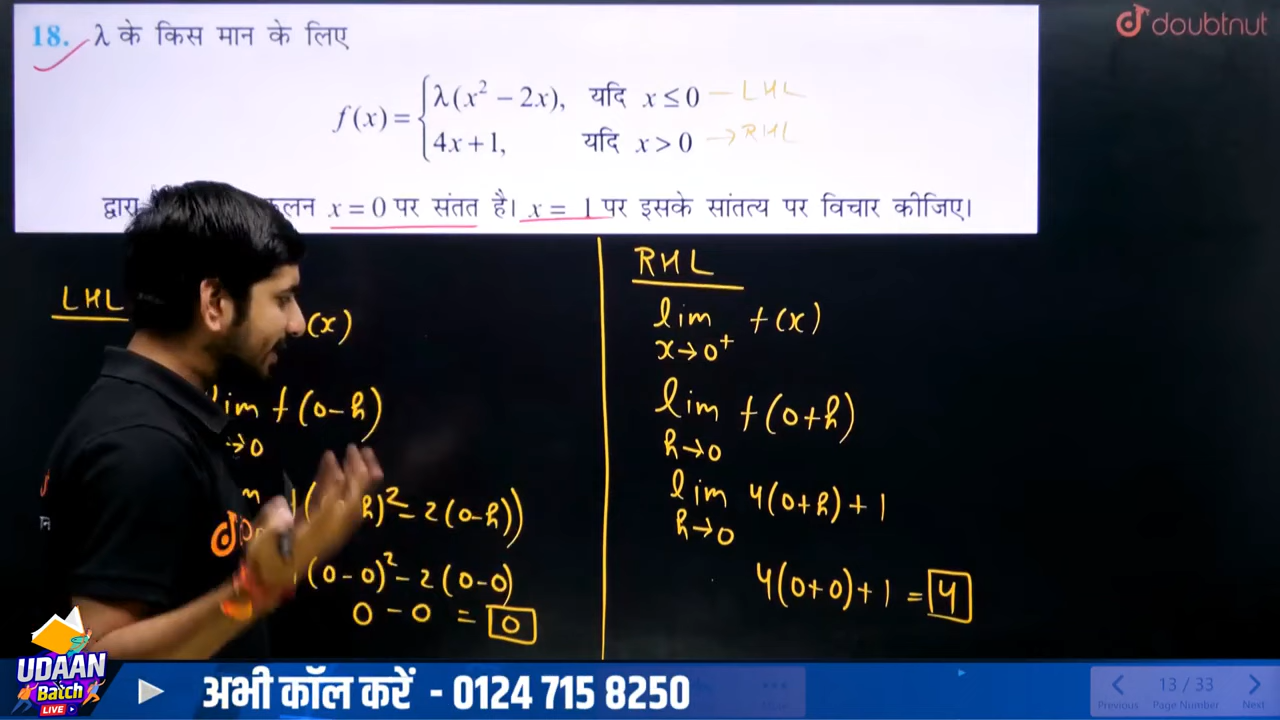 18. λ के किस मान के लिए
doubtnut
f(x) = { λ(x² − 2x), यदि x ≤ 0 — LHL
4x + 1, यदि x > 0 → RHL
द्वारा कलन x = 0 पर संतत है। x = 1 पर इसके सांतत्य पर विचार कीजिए।
LHL
(x)
lim f(0-h)
→0
h)² - 2(0-h))
(0-0)² - 2(0-0)
0 - 0 = 0
RHL
lim f(x)
x→0⁺
lim f(0+h)
h→0
lim 4(0+h)+1
h→0
4(0+0)+1 = 4
UDAAN
Batch
LIVE
अभी कॉल करें - 0124 715 8250
13 / 33
Previous Page Number Next